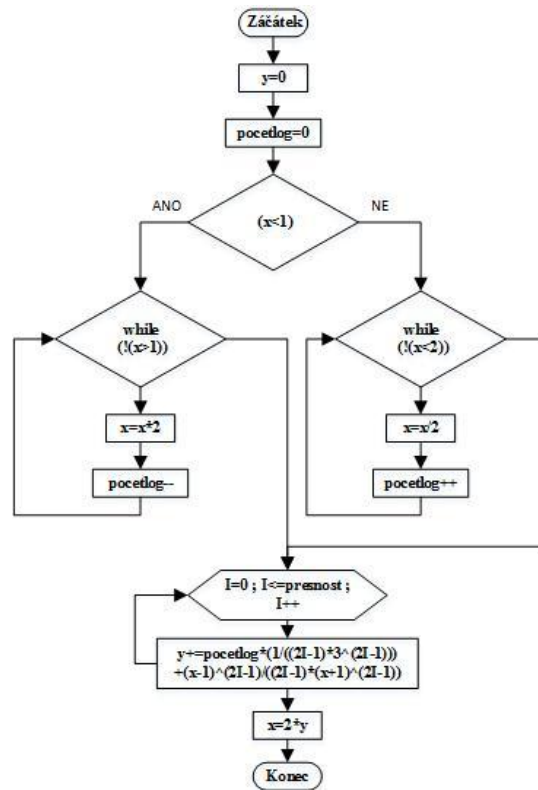 Záčátek
y=0
pocetlog=0
(x<1)
ANO
NE
while
(!(x>1))
x=x*2
pocetlog--
while
(!(x<2))
x=x/2
pocetlog++
I=0 ; I<=presnost ;
I++
y+=pocetlog*(1/((2I-1)*3^(2I-1)))
+(x-1)^(2I-1)/((2I-1)*(x+1)^(2I-1))
x=2*y
Konec